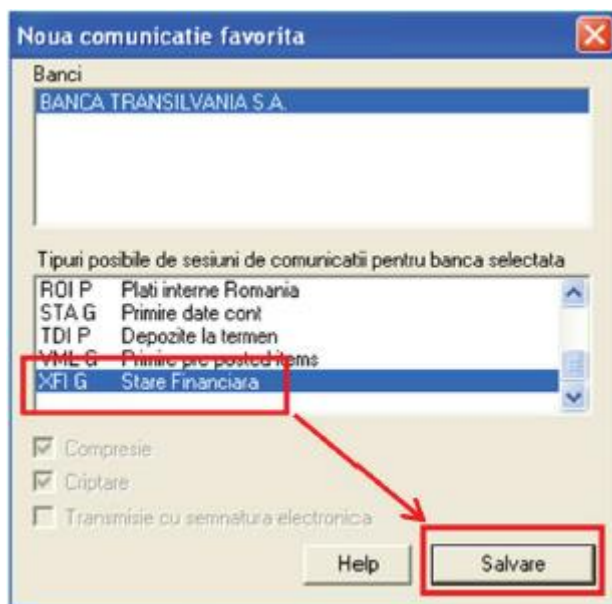 Noua comunicatie favorita
Banci
BANCA TRANSILVANIA S.A.
Tipuri posibile de sesiuni de comunicatii pentru banca selectata
ROI P Plati interne Romania
STA G Primire date cont
TDI P Depozite la termen
VML G Primire pre posted items
XFI G Stare Financiara
Compresie
Criptare
Transmisie cu semnatura electronica
Help Salvare